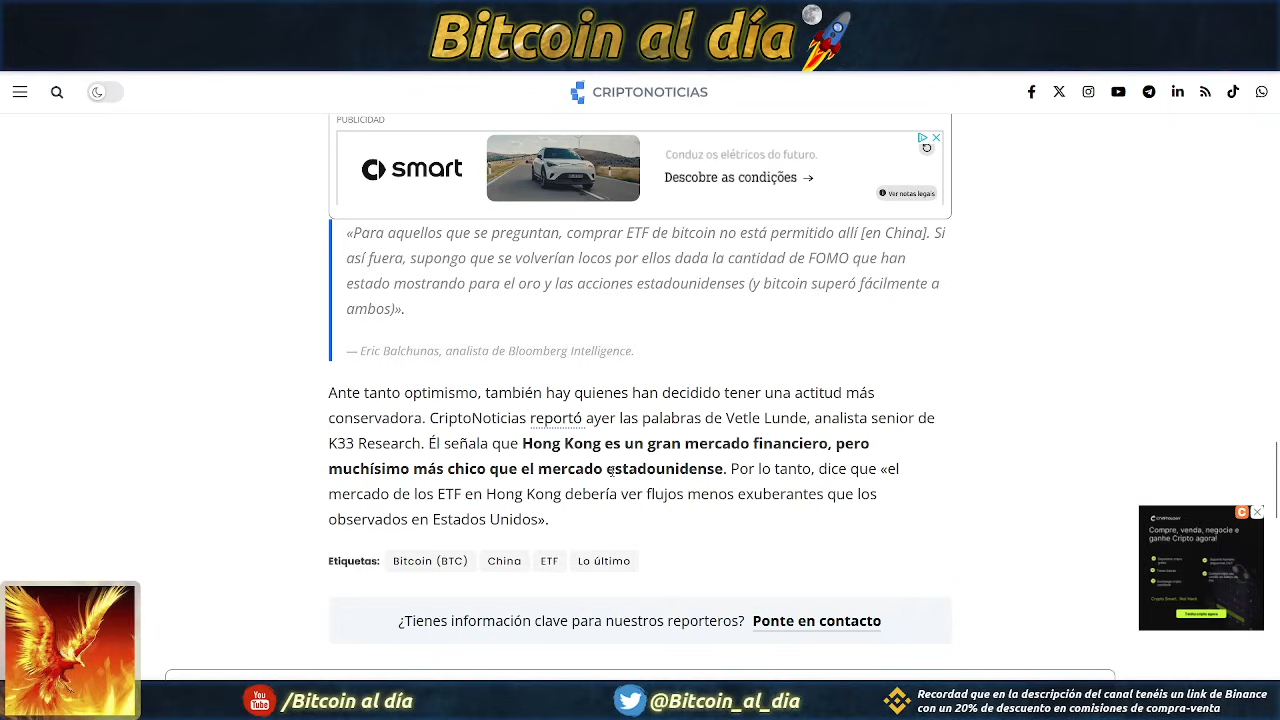 Bitcoin al día
CRIPTONOTICIAS
PUBLICIDAD
smart
Conduz os elétricos do futuro.
Descobre as condições →
Ver notas legais
«Para aquellos que se preguntan, comprar ETF de bitcoin no está permitido allí [en China]. Si
así fuera, supongo que se volverían locos por ellos dada la cantidad de FOMO que han
estado mostrando para el oro y las acciones estadounidenses (y bitcoin superó fácilmente a
ambos)».
— Eric Balchunas, analista de Bloomberg Intelligence.
Ante tanto optimismo, también hay quienes han decidido tener una actitud más
conservadora. CriptoNoticias reportó ayer las palabras de Vetle Lunde, analista senior de
K33 Research. Él señala que Hong Kong es un gran mercado financiero, pero
muchísimo más chico que el mercado estadounidense. Por lo tanto, dice que «el
mercado de los ETF en Hong Kong debería ver flujos menos exuberantes que los
observados en Estados Unidos».
Etiquetas: Bitcoin (BTC) China ETF Lo último
¿Tienes información clave para nuestros reporteros? Ponte en contacto
CRYPTOLOGY
Compre, venda, negocie e
ganhe Cripto agora!
You
Tube
/Bitcoin al día
@Bitcoin_al_dia
Recordad que en la descripción del canal tenéis un link de Binance
con un 20% de descuento en comisiones de compra-venta